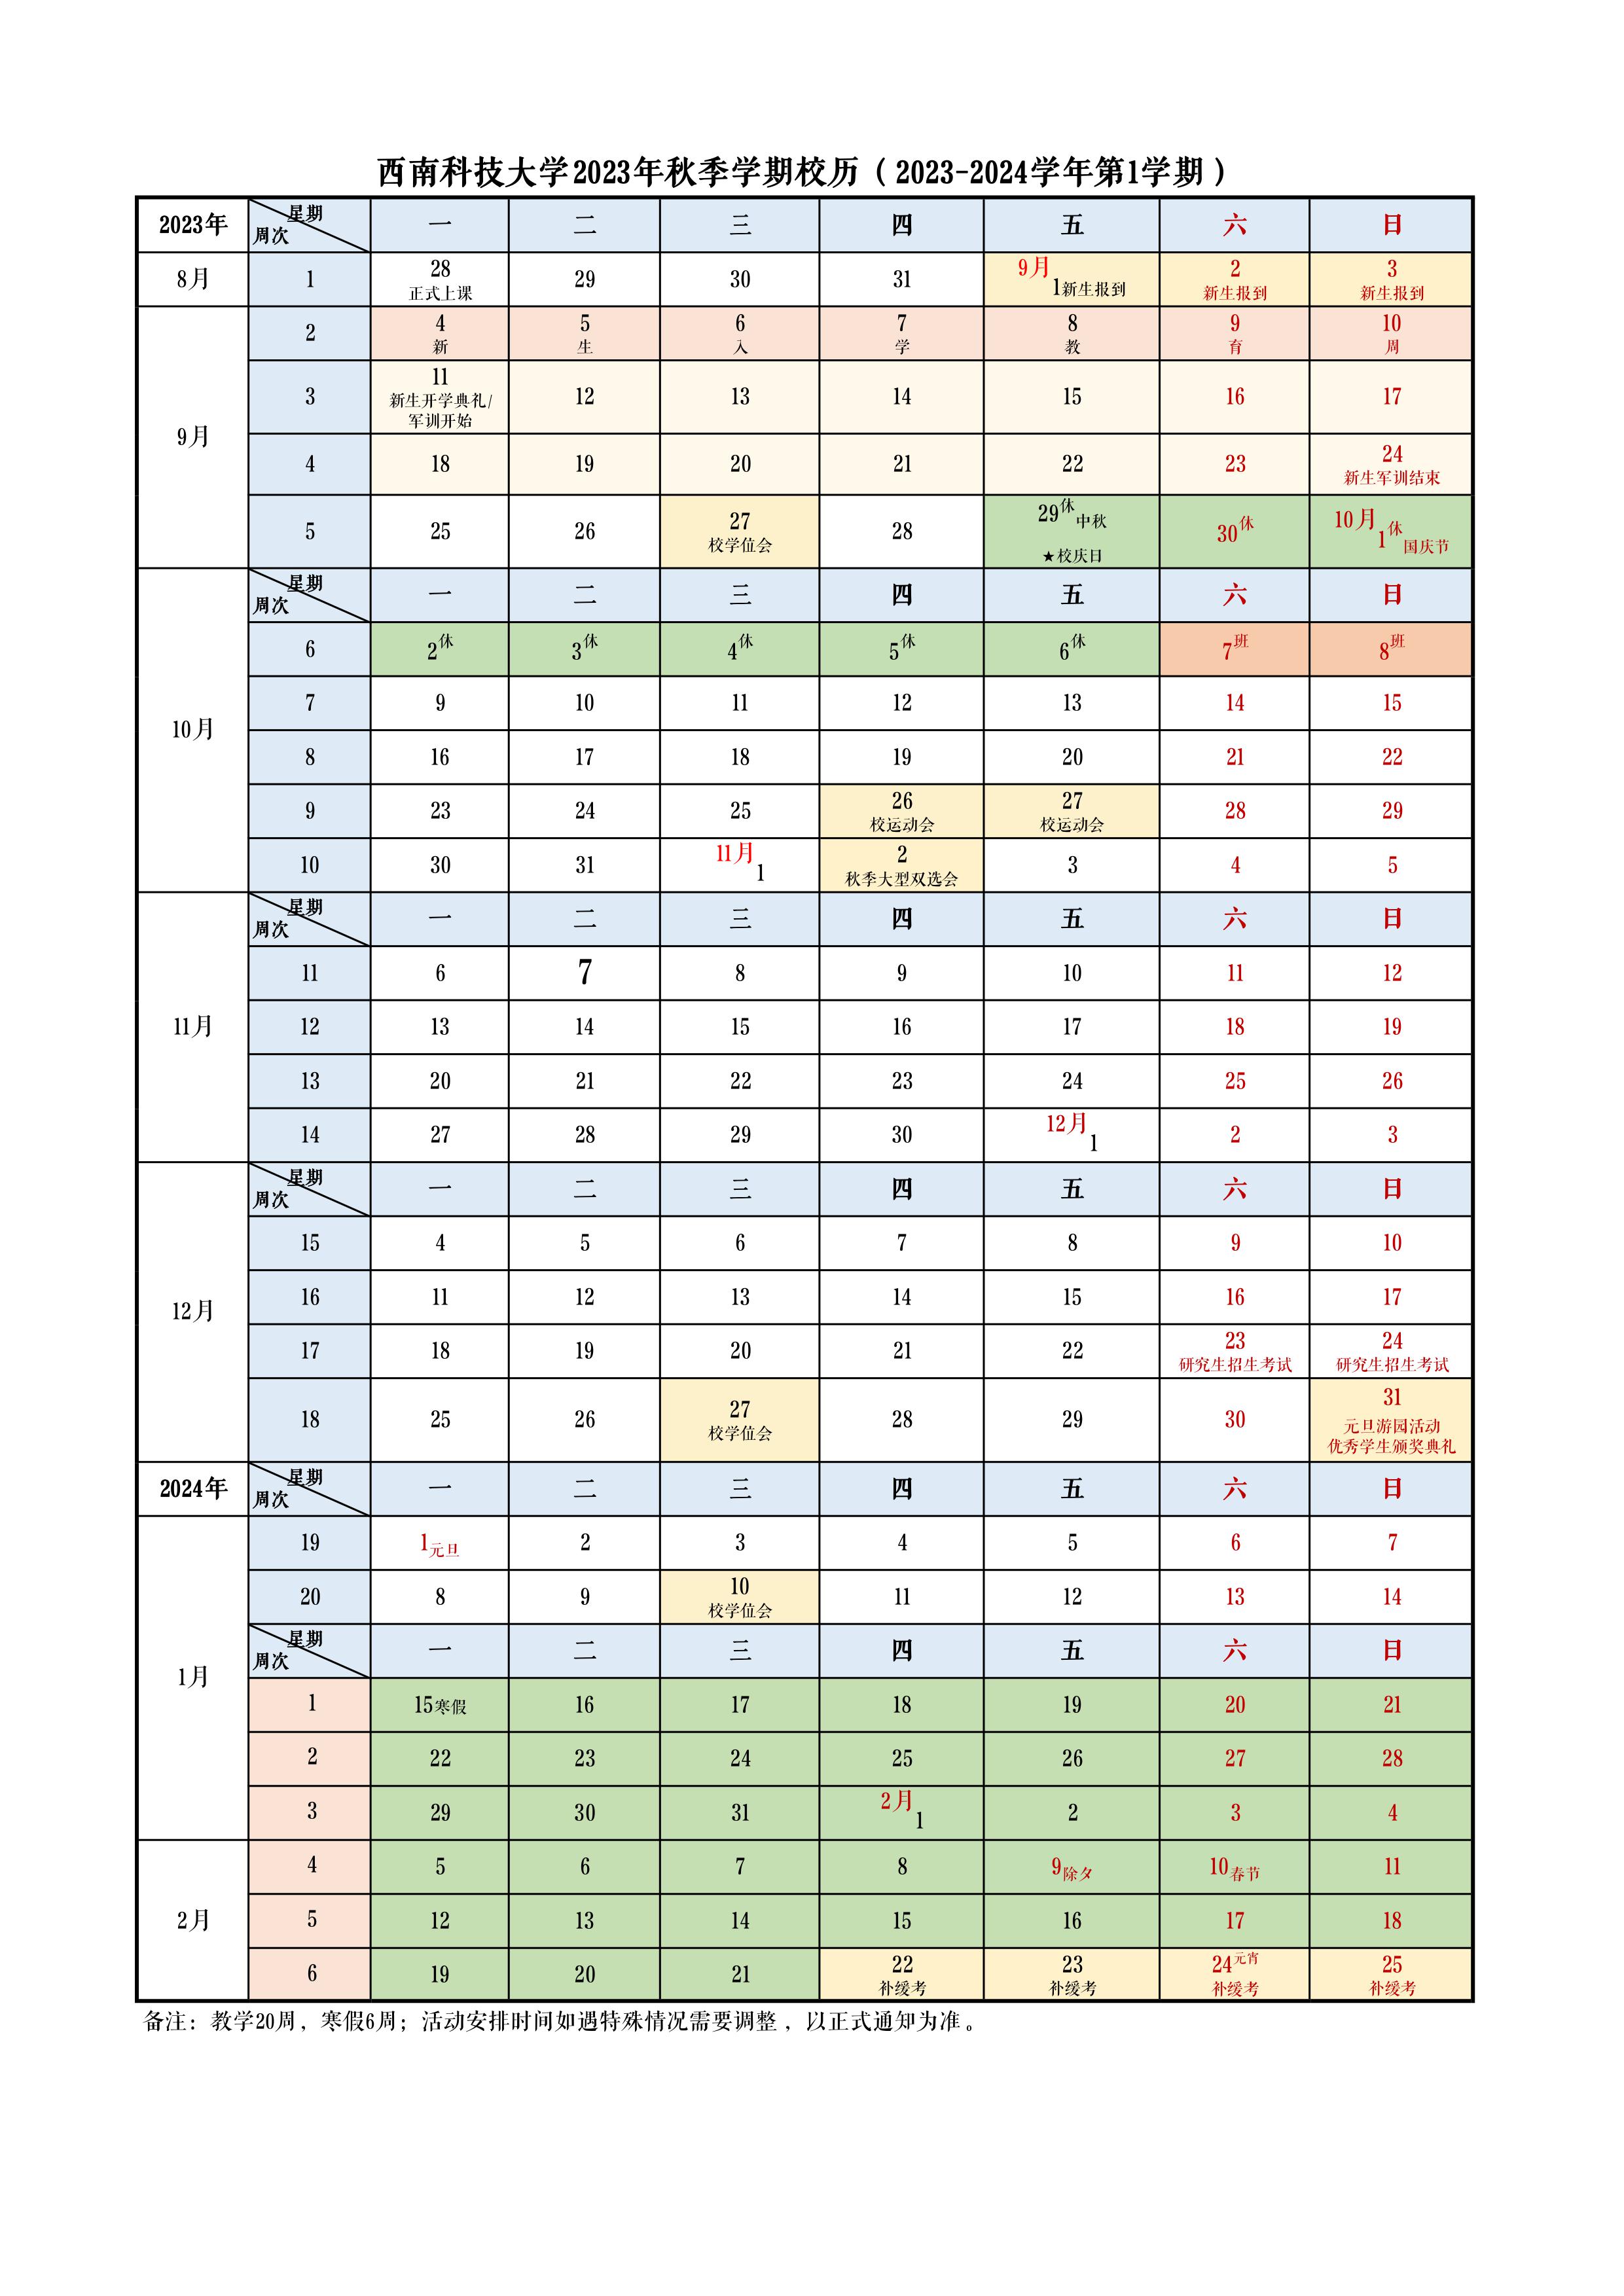 西南科技大学2023年秋季学期校历（2023-2024学年第1学期）
2023年 星期 周次 一 二 三 四 五 六 日
8月 1 28 正式上课 29 30 31 9月 1新生报到 2 新生报到 3 新生报到
9月 2 4 新 5 生 6 入 7 学 8 教 9 育 10 周
3 11 新生开学典礼/ 军训开始 12 13 14 15 16 17
4 18 19 20 21 22 23 24 新生军训结束
5 25 26 27 校学位会 28 29休 中秋 ★校庆日 30休 10月 1休 国庆节
10月 星期 周次 一 二 三 四 五 六 日
6 2休 3休 4休 5休 6休 7班 8班
7 9 10 11 12 13 14 15
8 16 17 18 19 20 21 22
9 23 24 25 26 校运动会 27 校运动会 28 29
10 30 31 11月 1 2 秋季大型双选会 3 4 5
11月 星期 周次 一 二 三 四 五 六 日
11 6 7 8 9 10 11 12
12 13 14 15 16 17 18 19
13 20 21 22 23 24 25 26
14 27 28 29 30 12月 1 2 3
12月 星期 周次 一 二 三 四 五 六 日
15 4 5 6 7 8 9 10
16 11 12 13 14 15 16 17
17 18 19 20 21 22 23 研究生招生考试 24 研究生招生考试
18 25 26 27 校学位会 28 29 30 31 元旦游园活动 优秀学生颁奖典礼
2024年 星期 周次 一 二 三 四 五 六 日
1月 19 1元旦 2 3 4 5 6 7
20 8 9 10 校学位会 11 12 13 14
星期 周次 一 二 三 四 五 六 日
1 15寒假 16 17 18 19 20 21
2 22 23 24 25 26 27 28
3 29 30 31 2月 1 2 3 4
2月 4 5 6 7 8 9除夕 10春节 11
5 12 13 14 15 16 17 18
6 19 20 21 22 补缓考 23 补缓考 24元宵 补缓考 25 补缓考
备注：教学20周，寒假6周；活动安排时间如遇特殊情况需要调整，以正式通知为准。